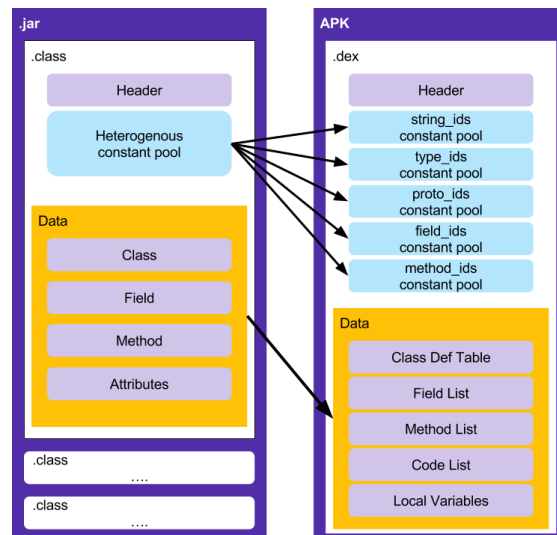 .jar
.class
Header
Heterogenous
constant pool
Data
Class
Field
Method
Attributes
.class
....
.class
....
APK
.dex
Header
string_ids
constant pool
type_ids
constant pool
proto_ids
constant pool
field_ids
constant pool
method_ids
constant pool
Data
Class Def Table
Field List
Method List
Code List
Local Variables